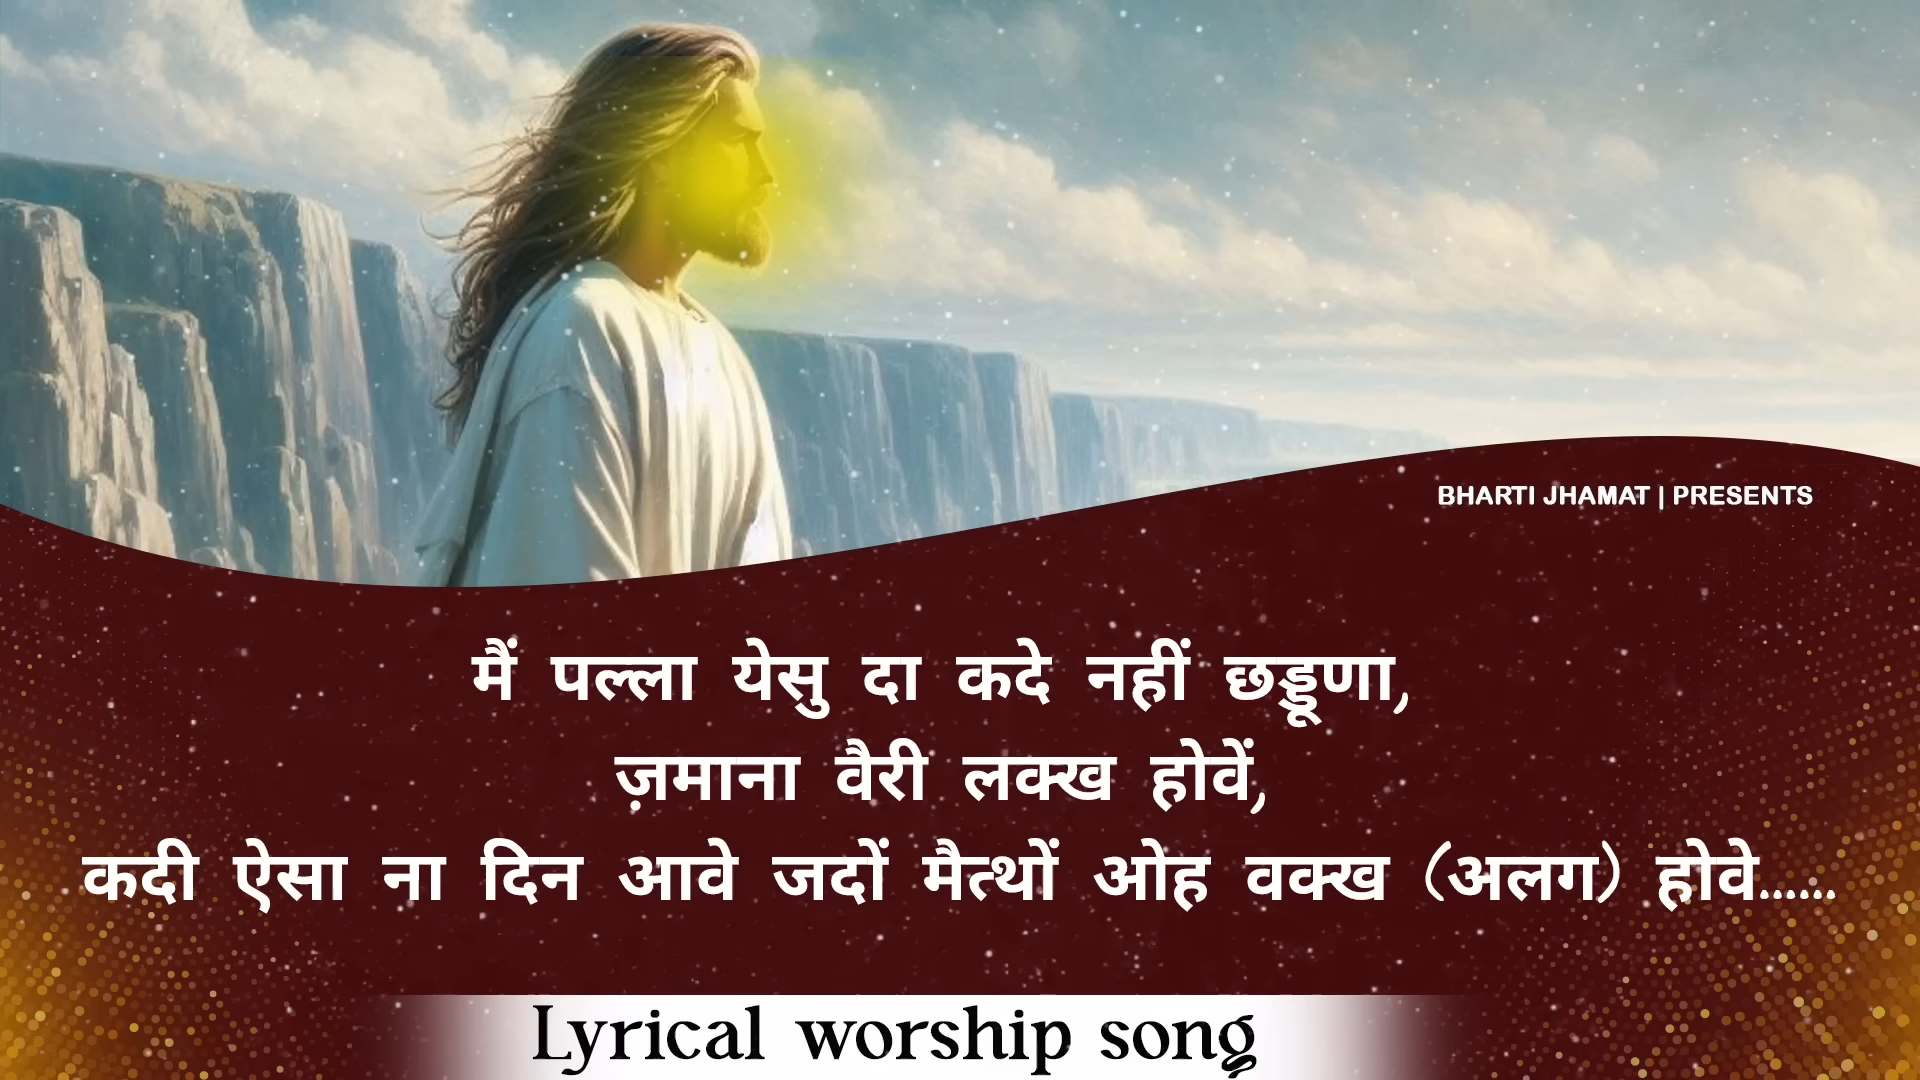 BHARTI JHAMAT | PRESENTS
मैं पल्ला येसु दा कदे नहीं छड्डूणा,
ज़माना वैरी लक्ख होवें,
कदी ऐसा ना दिन आवे जदों मैत्थों ओह वक्ख (अलग) होवे......
Lyrical worship song